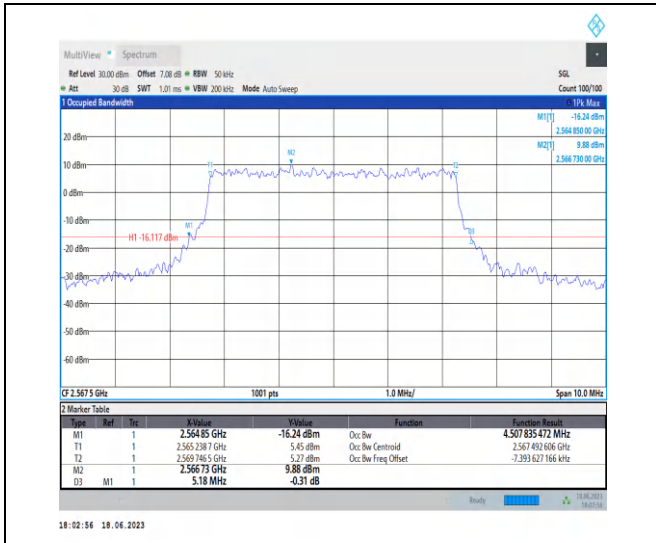 MultiView Spectrum
Ref Level 30.00 dBm Offset 7.08 dB RBW 50 kHz SGL
Att 30 dB SWT 1.01 ms VBW 200 kHz Mode Auto Sweep Count 100/100
1 Occupied Bandwidth 1Pk Max
M1[1] -16.24 dBm
2.564 850 00 GHz
M2[1] 9.88 dBm
2.566 730 00 GHz
20 dBm
M2
10 dBm
T1 T2
0 dBm
-10 dBm
M1
H1 -16.117 dBm
D3
-20 dBm
-30 dBm
-40 dBm
-50 dBm
-60 dBm
CF 2.567 5 GHz 1001 pts 1.0 MHz/ Span 10.0 MHz
2 Marker Table
Type Ref Trc X-Value Y-Value Function Function Result
M1 1 2.564 85 GHz -16.24 dBm Occ Bw 4.507 835 472 MHz
T1 1 2.565 238 7 GHz 5.45 dBm Occ Bw Centroid 2.567 492 606 GHz
T2 1 2.569 746 5 GHz 5.27 dBm Occ Bw Freq Offset -7.393 627 166 kHz
M2 1 2.566 73 GHz 9.88 dBm
D3 M1 1 5.18 MHz -0.31 dB
Ready 18.06.2023
18:02:56
18:02:56 18.06.2023